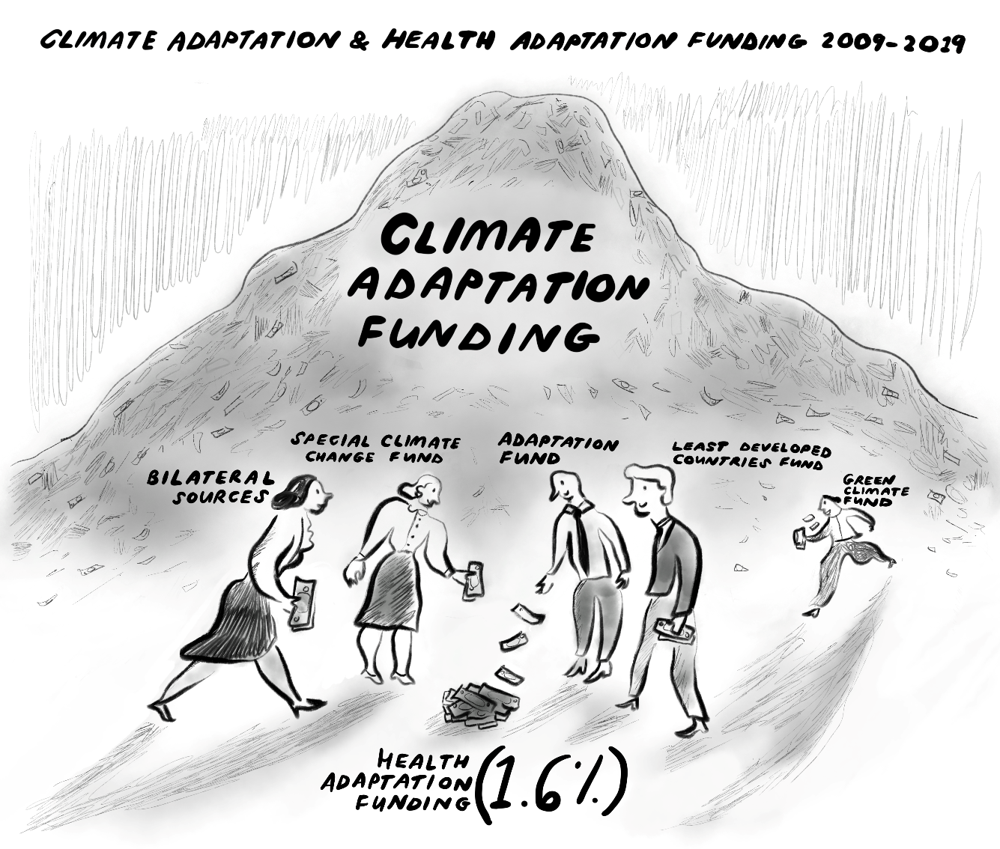 CLIMATE ADAPTATION & HEALTH ADAPTATION FUNDING 2009-2019
CLIMATE
ADAPTATION
FUNDING
BILATERAL
SOURCES
SPECIAL CLIMATE
CHANGE FUND
ADAPTATION
FUND
LEAST DEVELOPED
COUNTRIES FUND
GREEN
CLIMATE
FUND
HEALTH
ADAPTATION
FUNDING
(1.6%)